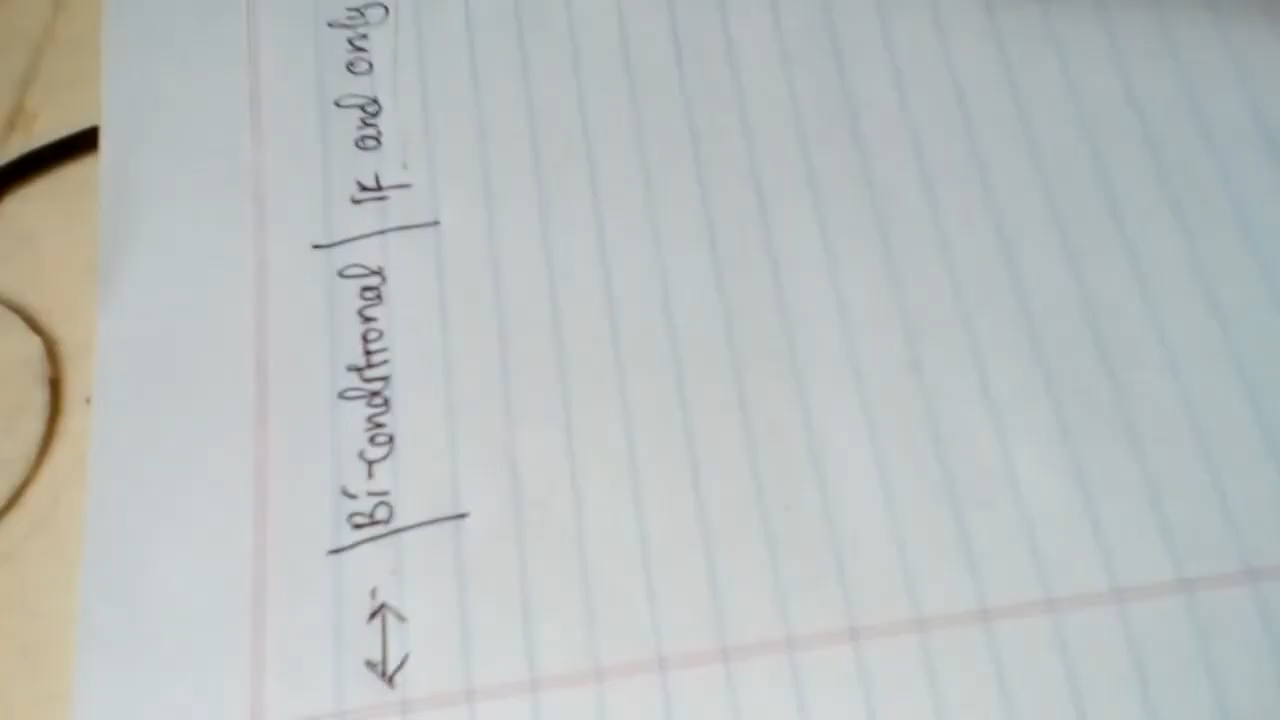 ↔ | Bi-conditional | If and only